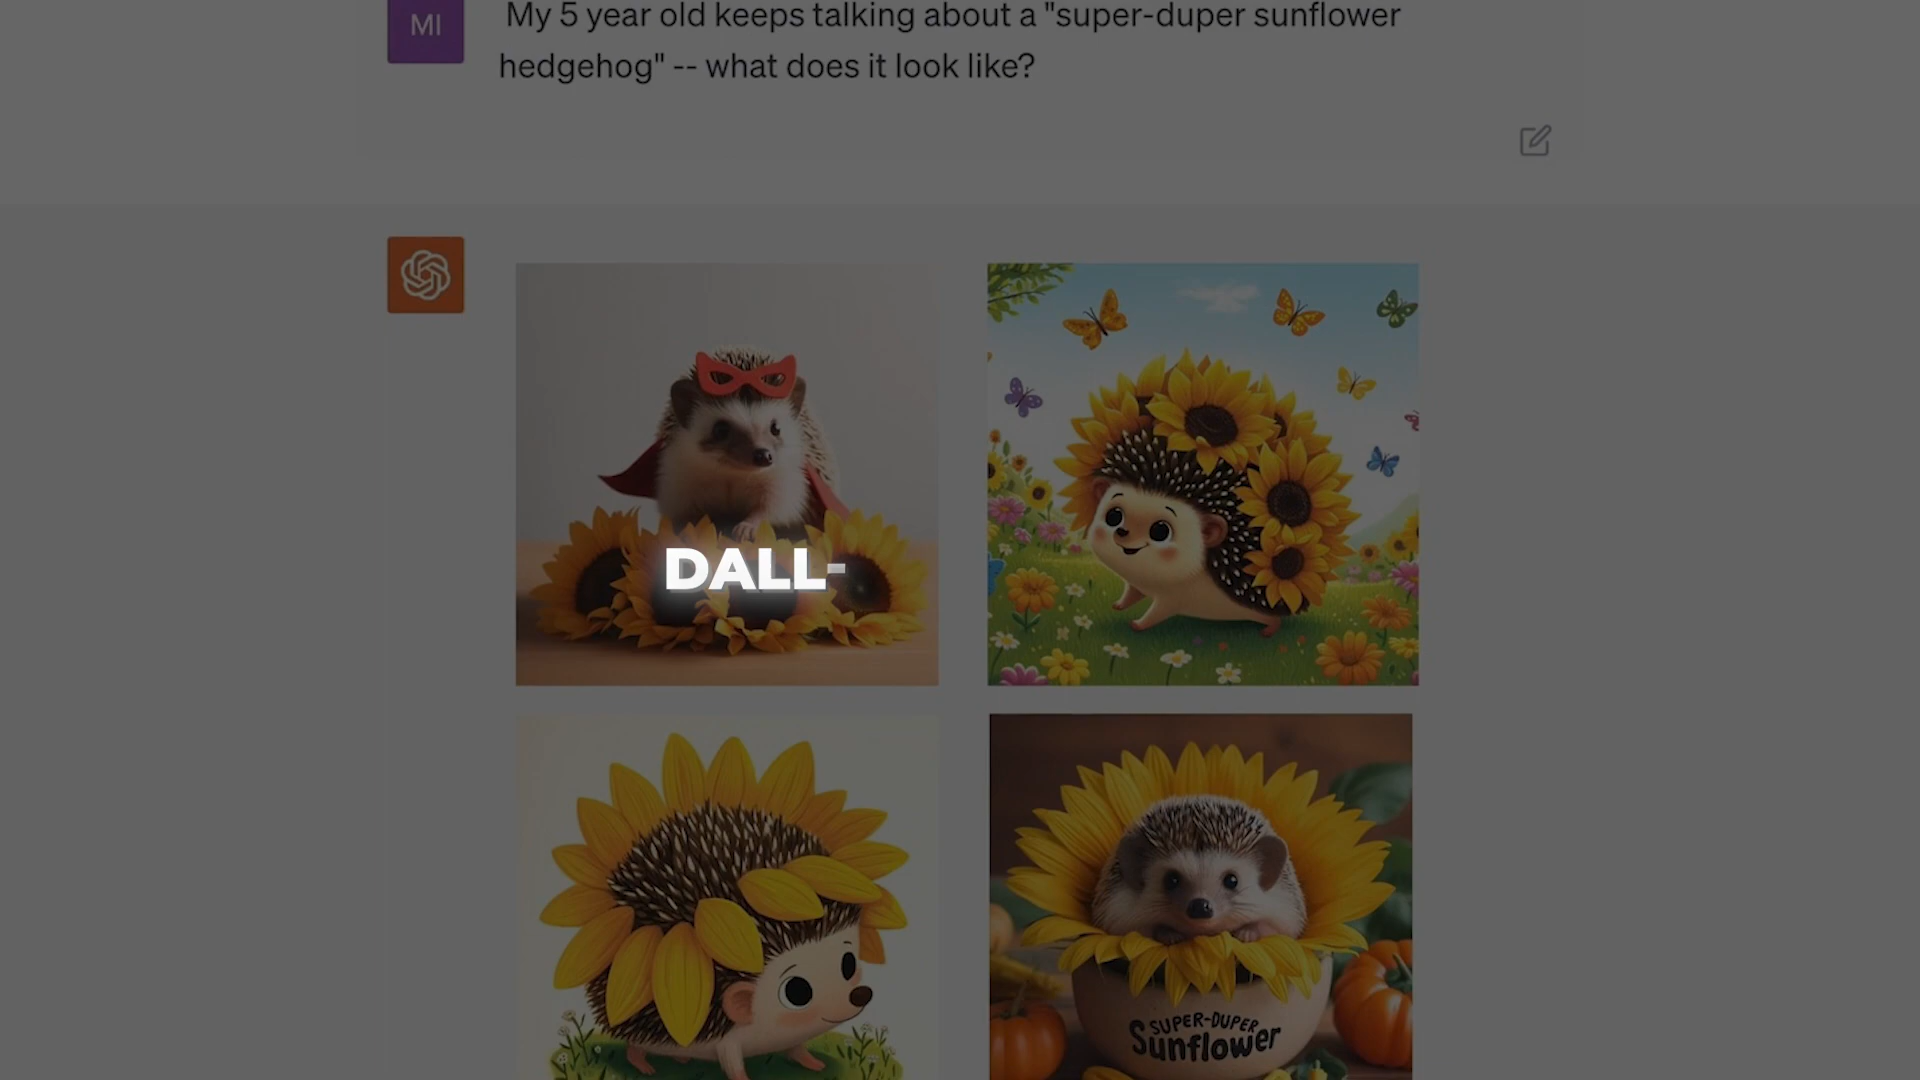 MI
My 5 year old keeps talking about a "super-duper sunflower
hedgehog" -- what does it look like?
DALL-
SUPER-DUPER
Sunflower